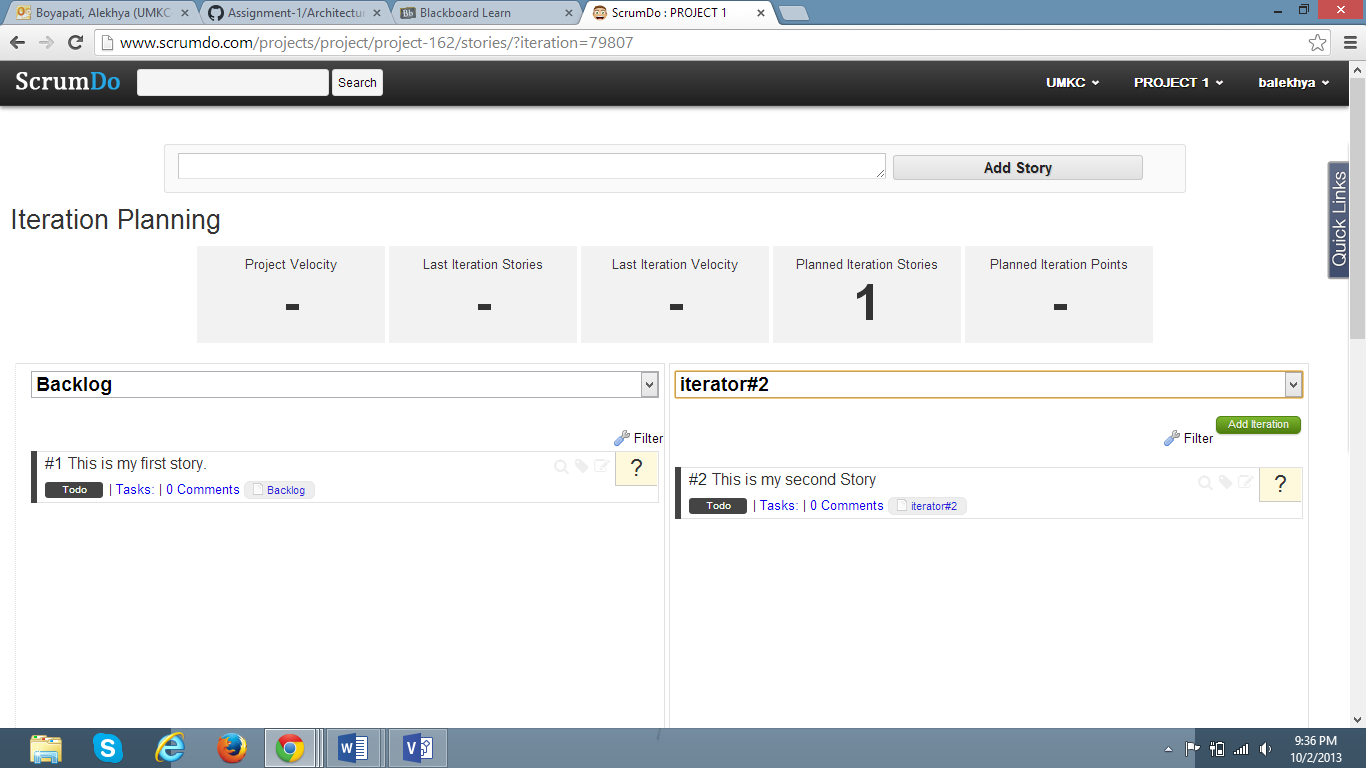 Boyapati, Alekhya (UMKC
Assignment-1/Architectur
Blackboard Learn
ScrumDo : PROJECT 1
www.scrumdo.com/projects/project/project-162/stories/?iteration=79807
ScrumDo
Search
UMKC
PROJECT 1
balekhya
Add Story
Quick Links
Iteration Planning
Project Velocity
-
Last Iteration Stories
-
Last Iteration Velocity
-
Planned Iteration Stories
1
Planned Iteration Points
-
Backlog
Filter
#1 This is my first story.
?
Todo | Tasks: | 0 Comments Backlog
iterator#2
Add Iteration
Filter
#2 This is my second Story
?
Todo | Tasks: | 0 Comments iterator#2
9:36 PM
10/2/2013